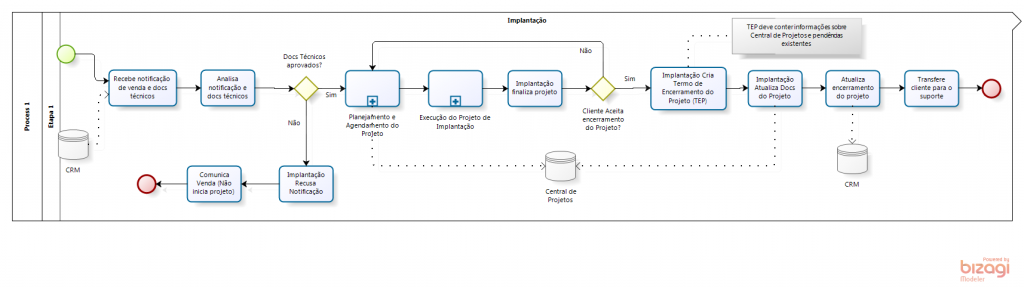 Implantação
Process 1
Etapa 1
TEP deve conter informações sobre
Central de Projetos e pendências
existentes
Docs Técnicos
aprovados?
Não
Sim
Recebe notificação
de venda e docs
técnicos
Analisa
notificação e
docs técnicos
Sim
Planejamento e
Agendamento do
Projeto
Execução do Projeto de
Implantação
Implantação
finaliza projeto
Cliente Aceita
encerramento
do Projeto?
Implantação Cria
Termo de
Encerramento do
Projeto (TEP)
Implantação
Atualiza Docs
do Projeto
Atualiza
encerramento
do projeto
Transfere
cliente para o
suporte
Não
CRM
Comunica
Venda (Não
inicia projeto)
Implantação
Recusa
Notificação
Central de
Projetos
CRM
Powered by
bizagi
Modeler